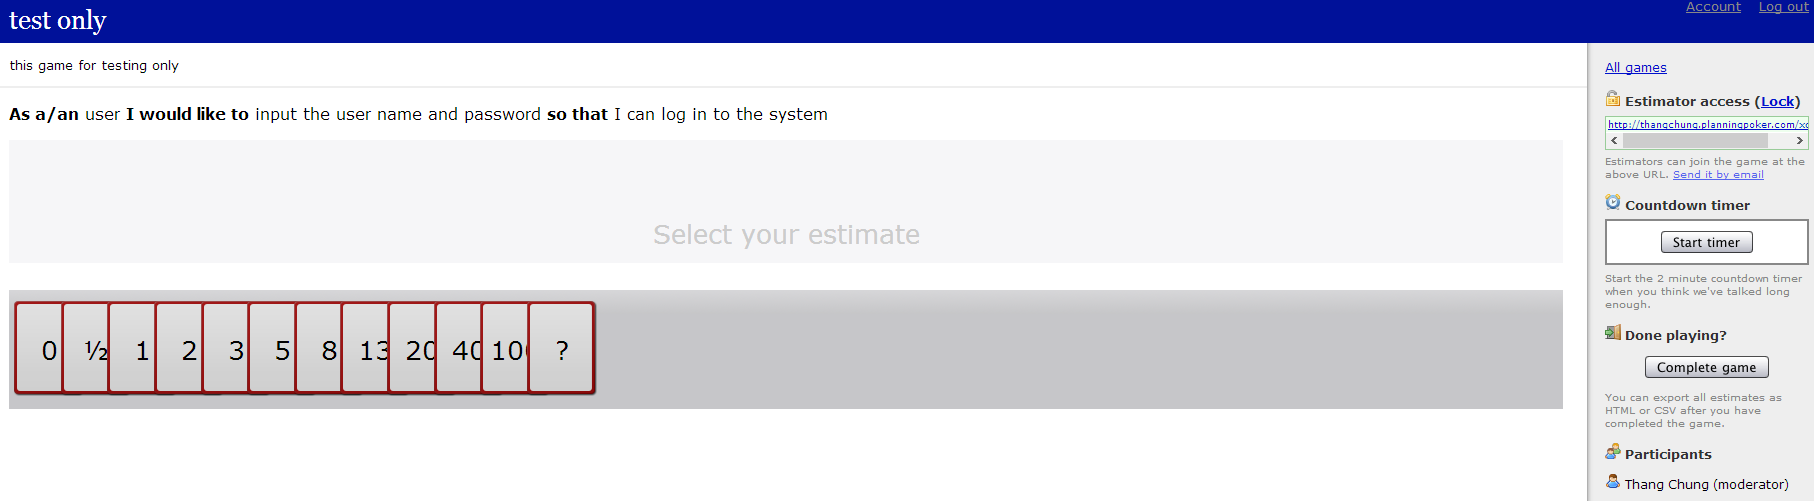 test only
Account Log out
this game for testing only
As a/an user I would like to input the user name and password so that I can log in to the system
Select your estimate
0 ½ 1 2 3 5 8 13 20 40 100 ?
All games
Estimator access (Lock)
http://thangchung.planningpoker.com/xc
Estimators can join the game at the
above URL. Send it by email
Countdown timer
Start timer
Start the 2 minute countdown timer
when you think we've talked long
enough.
Done playing?
Complete game
You can export all estimates as
HTML or CSV after you have
completed the game.
Participants
Thang Chung (moderator)